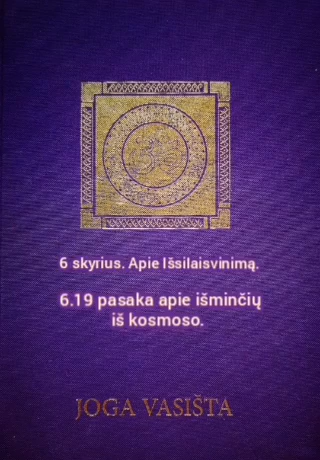 ॐ
6 skyrius. Apie Išsilaisvinimą.
6.19 pasaka apie išminčių
iš kosmoso.
JOGA VASIŠTA